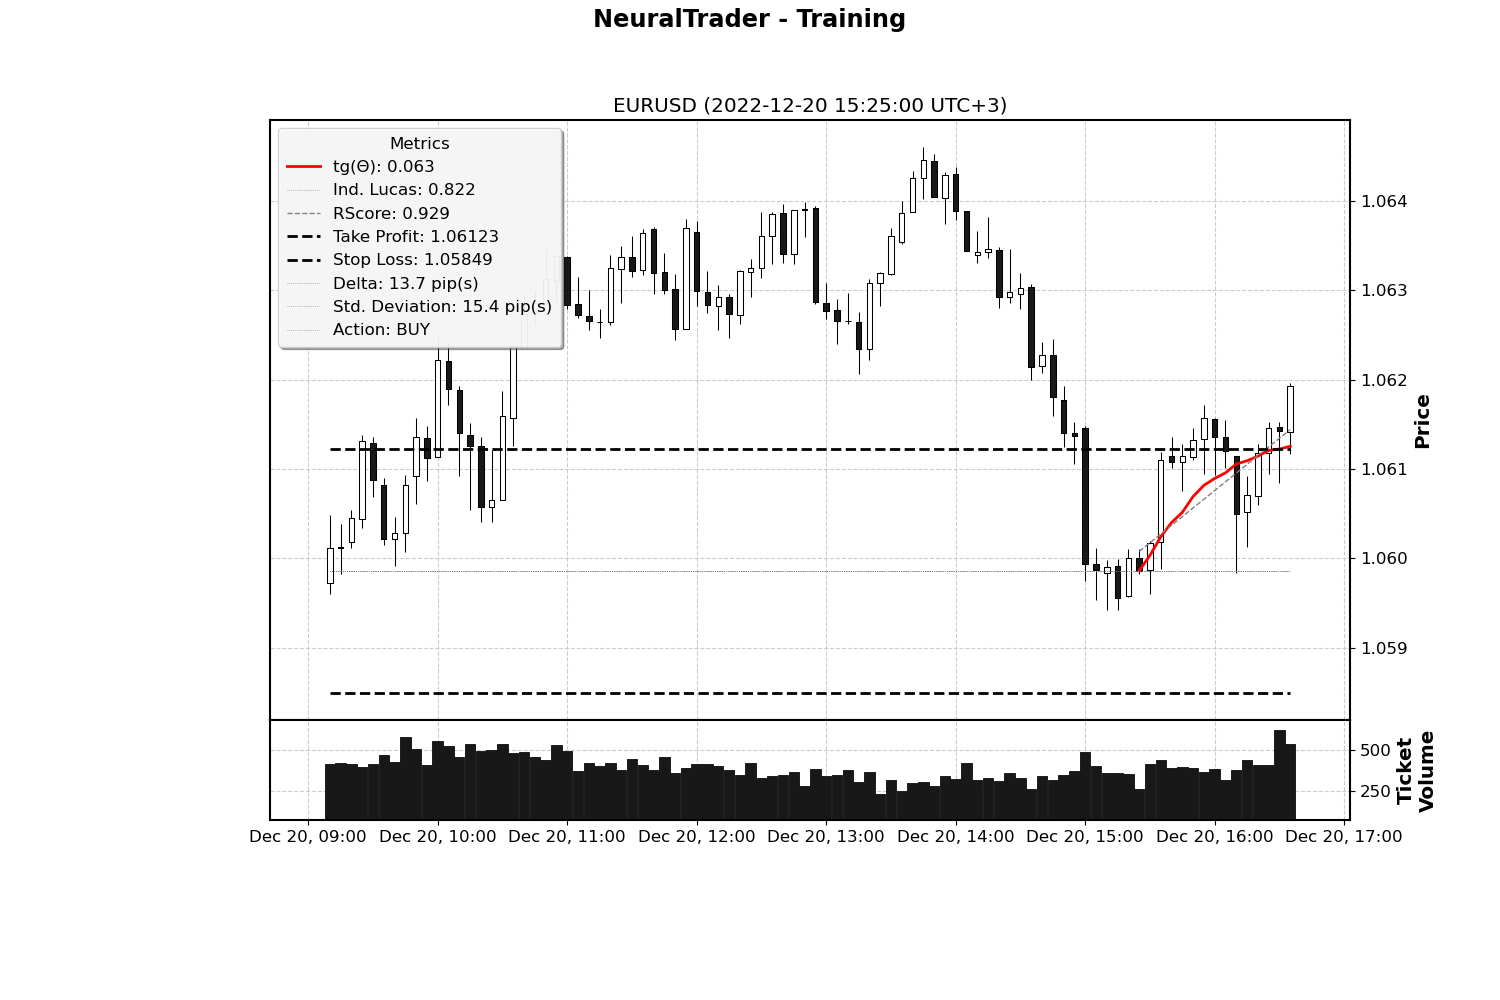 NeuralTrader - Training
EURUSD (2022-12-20 15:25:00 UTC+3)
Metrics
tg(Θ): 0.063
Ind. Lucas: 0.822
RScore: 0.929
Take Profit: 1.06123
Stop Loss: 1.05849
Delta: 13.7 pip(s)
Std. Deviation: 15.4 pip(s)
Action: BUY
1.064
1.063
1.062
1.061
1.060
1.059
Price
500
250
Ticket
Volume
Dec 20, 09:00
Dec 20, 10:00
Dec 20, 11:00
Dec 20, 12:00
Dec 20, 13:00
Dec 20, 14:00
Dec 20, 15:00
Dec 20, 16:00
Dec 20, 17:00